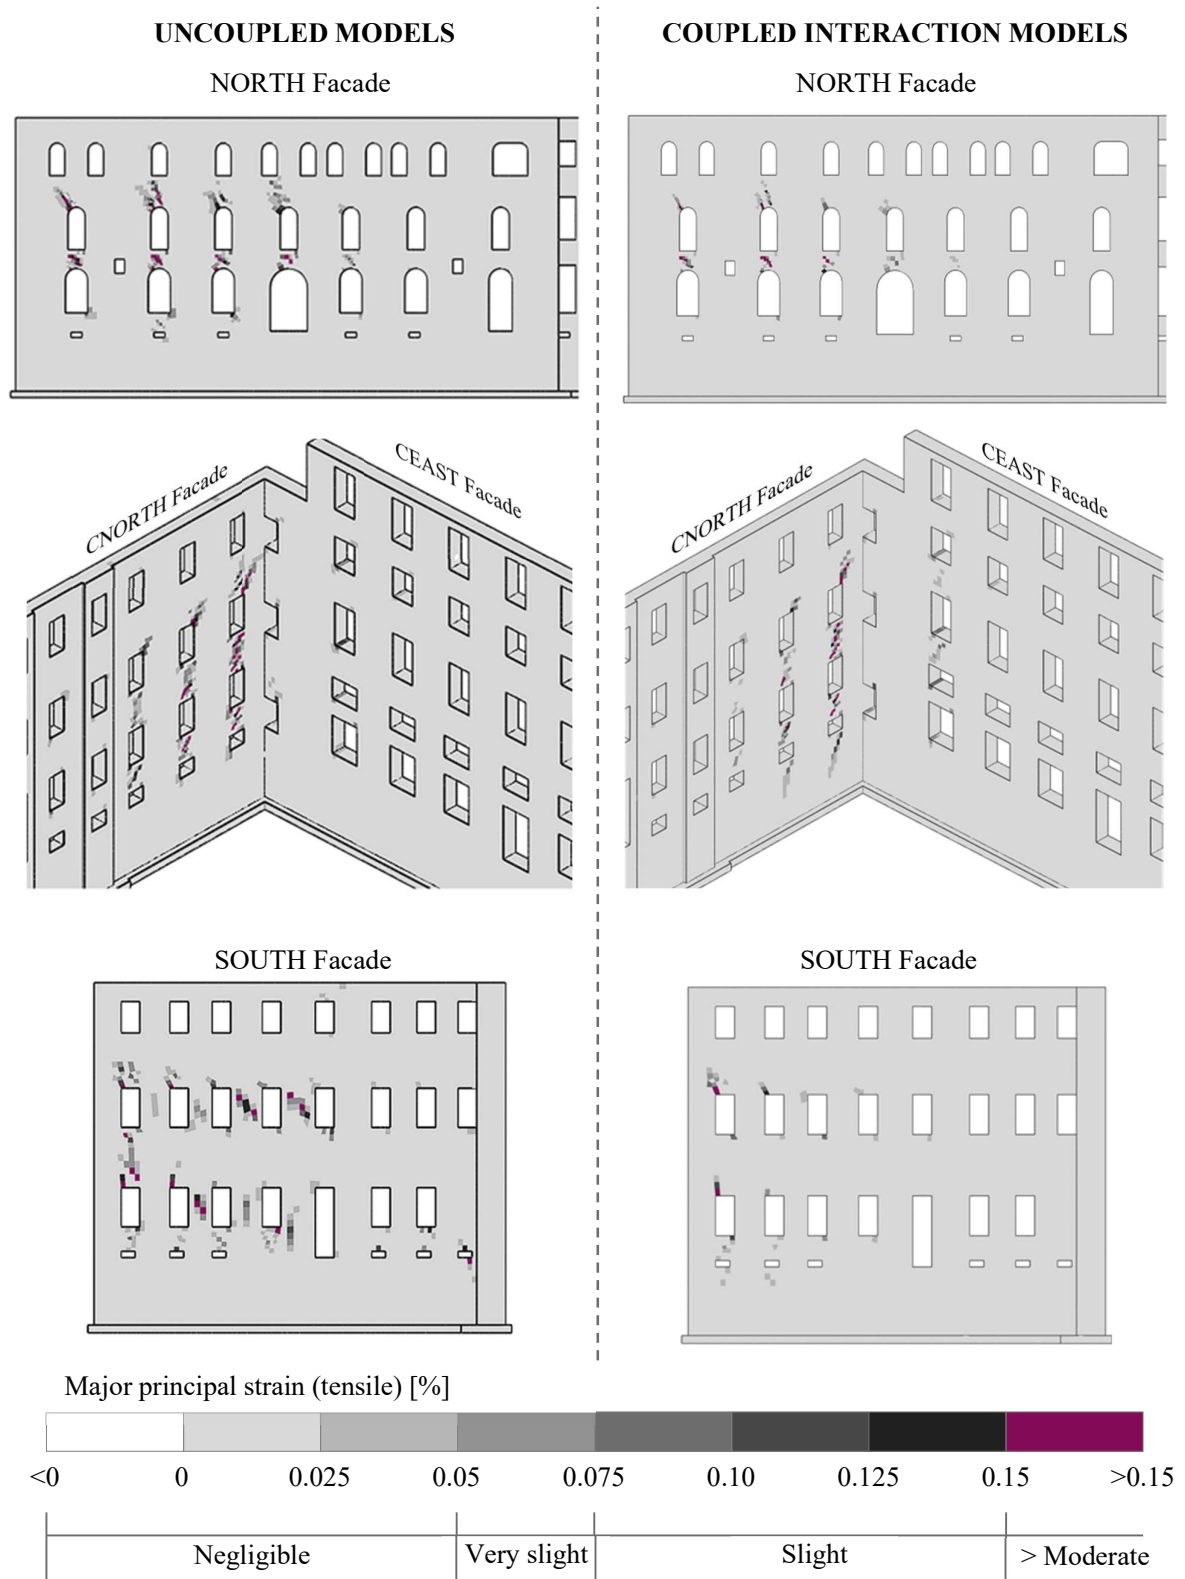 UNCOUPLED MODELS
COUPLED INTERACTION MODELS
NORTH Facade
NORTH Facade
CNORTH Facade
CEAST Facade
CNORTH Facade
CEAST Facade
SOUTH Facade
SOUTH Facade
Major principal strain (tensile) [%]
<0 0 0.025 0.05 0.075 0.10 0.125 0.15 >0.15
Negligible Very slight Slight > Moderate